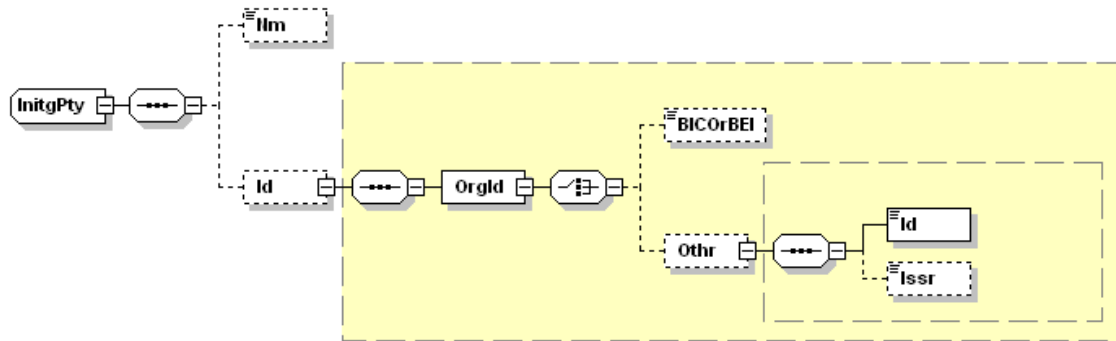 Nm
InitgPty
BICOrBEI
Id
OrgId
Id
Othr
Issr